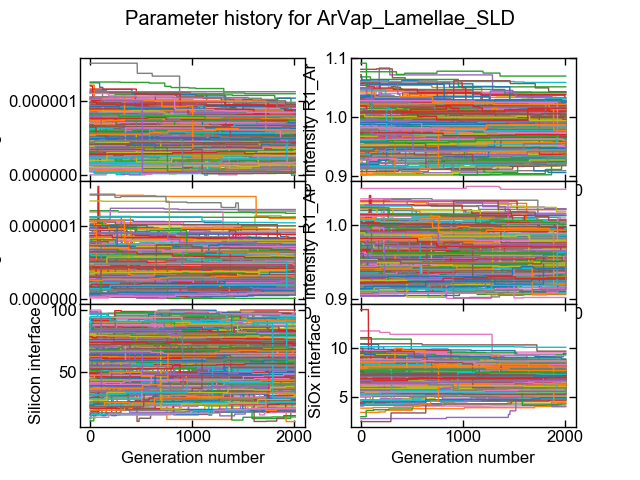 Parameter history for ArVap_Lamellae_SLD
0.000001
0.000000
intensity R1_Ar
1.1
1.0
0.9
0.000001
0.000000
intensity R1_Ar
1.0
0.9
Silicon interface
100
50
SiOx interface
10
5
0 1000 2000
0 1000 2000
Generation number
Generation number